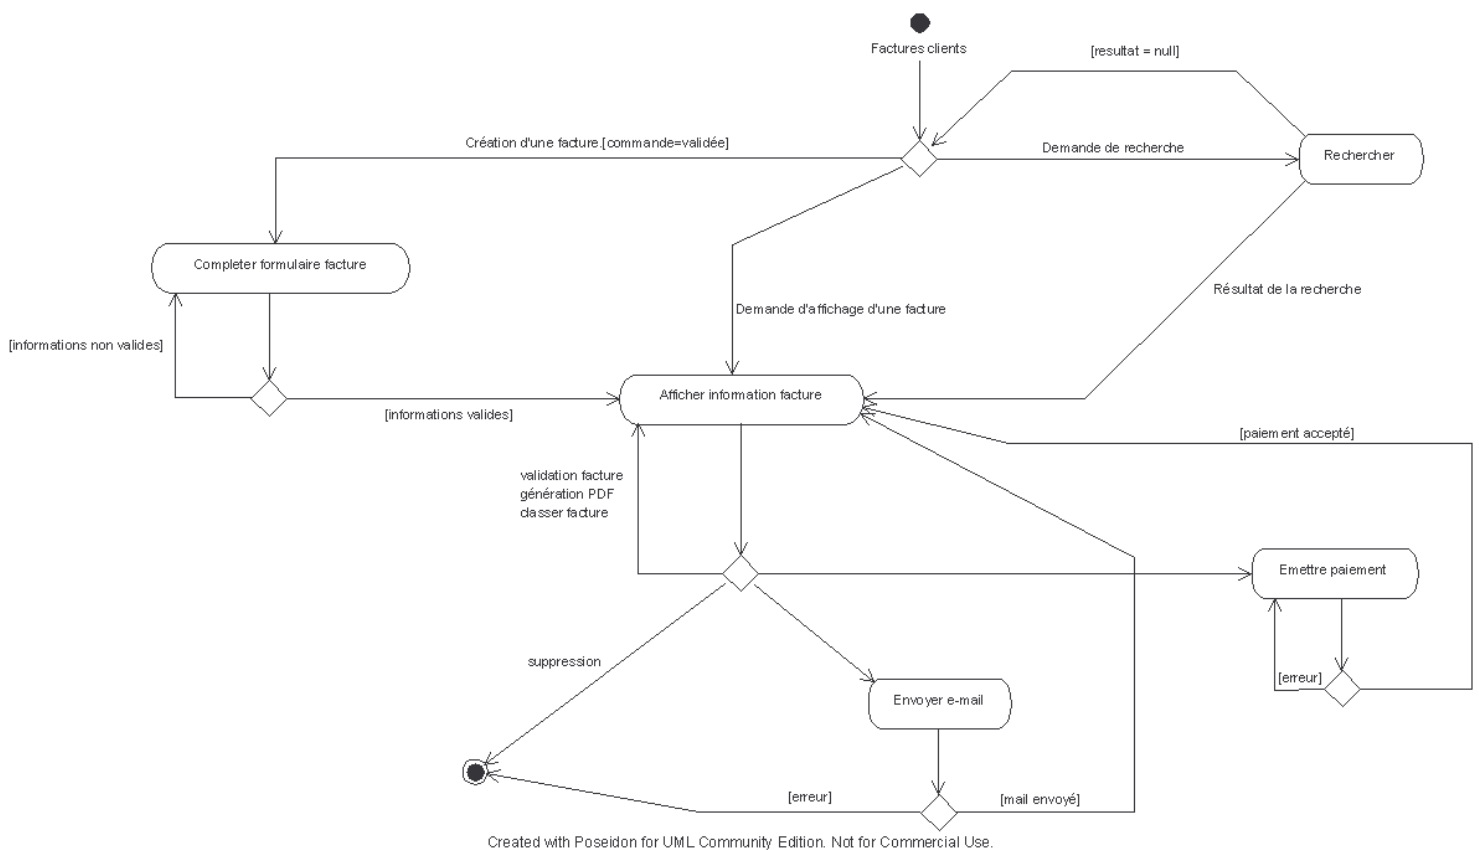 Factures clients
[resultat = null]
Création d'une facture.[commande=validée]
Demande de recherche
Rechercher
Completer formulaire facture
Résultat de la recherche
Demande d'affichage d'une facture
[informations non valides]
Afficher information facture
[informations valides]
[paiement accepté]
validation facture
génération PDF
classer facture
Emettre paiement
suppression
[erreur]
Envoyer e-mail
[erreur]
[mail envoyé]
Created with Poseidon for UML Community Edition. Not for Commercial Use.